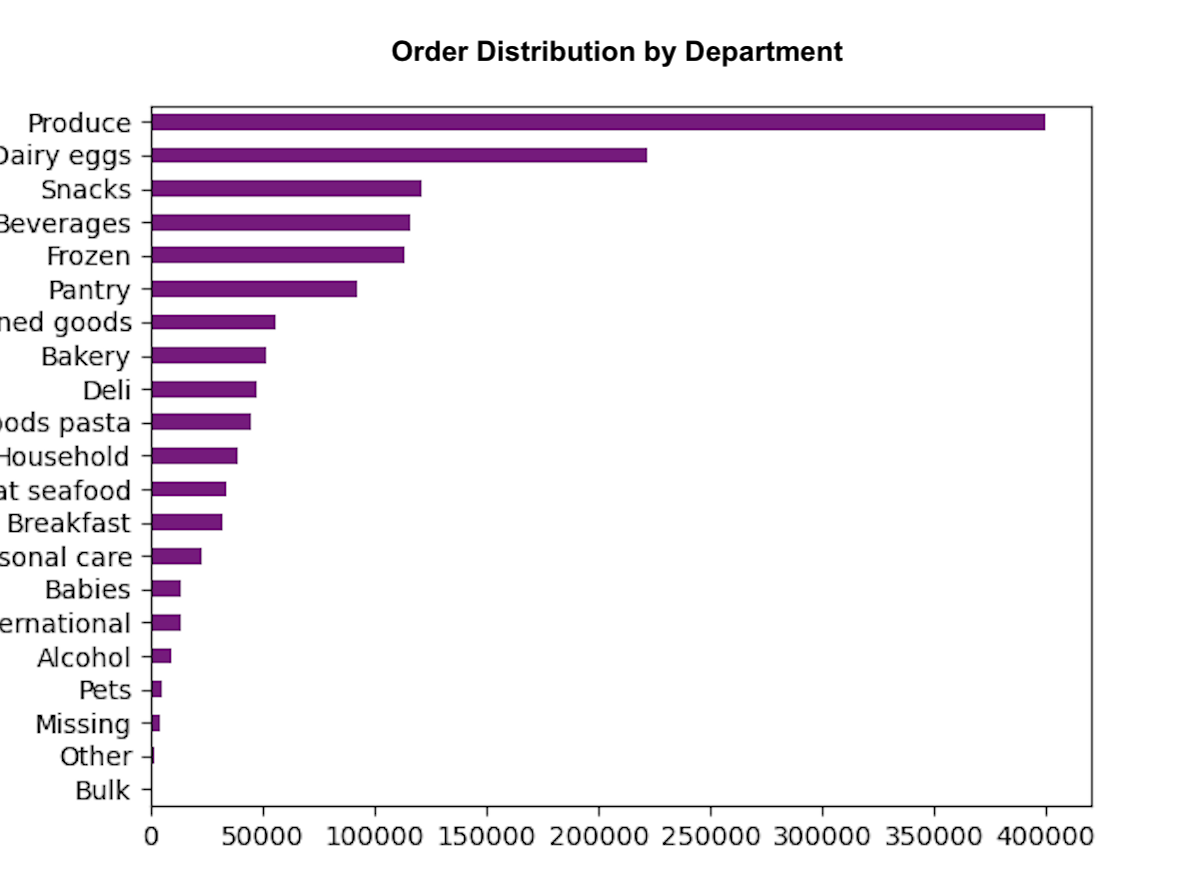 Order Distribution by Department
Produce
Dairy eggs
Snacks
Beverages
Frozen
Pantry
ned goods
Bakery
Deli
oods pasta
Household
at seafood
Breakfast
sonal care
Babies
ernational
Alcohol
Pets
Missing
Other
Bulk
0 50000 100000 150000 200000 250000 300000 350000 400000